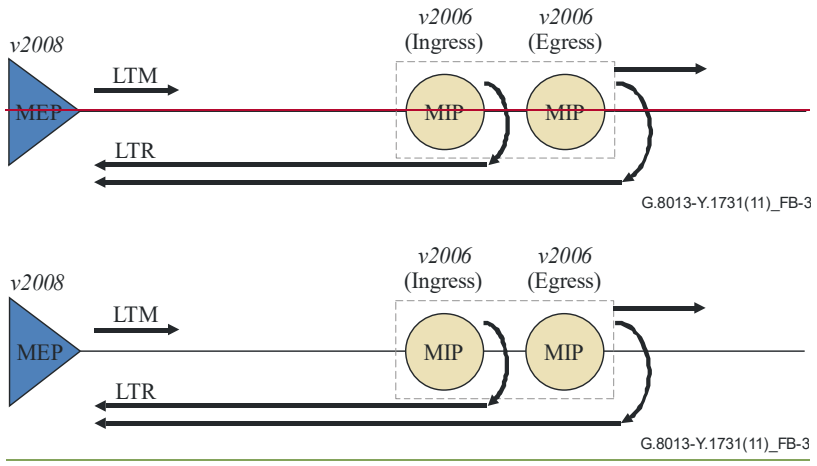 v2006 v2006
v2008 (Ingress) (Egress)
LTM
MEP MIP MIP
LTR
G.8013-Y.1731(11)_FB-3
v2006 v2006
v2008 (Ingress) (Egress)
LTM
MEP MIP MIP
LTR
G.8013-Y.1731(11)_FB-3